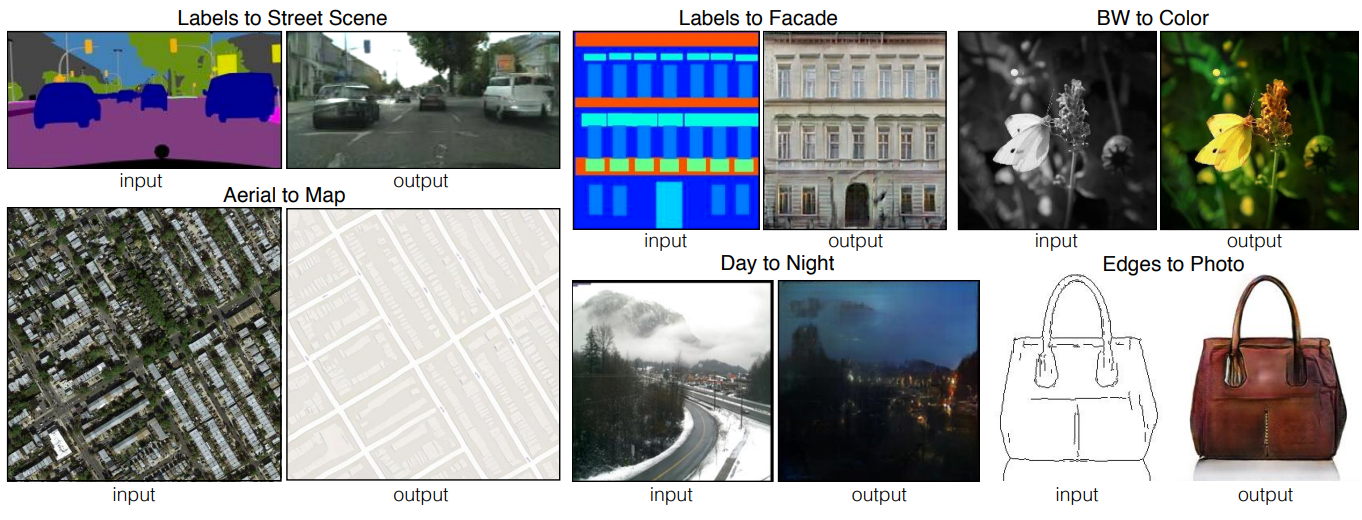 Labels to Street Scene
input
output
Aerial to Map
input
output
Labels to Facade
input
output
BW to Color
input
output
Day to Night
input
output
Edges to Photo
input
output